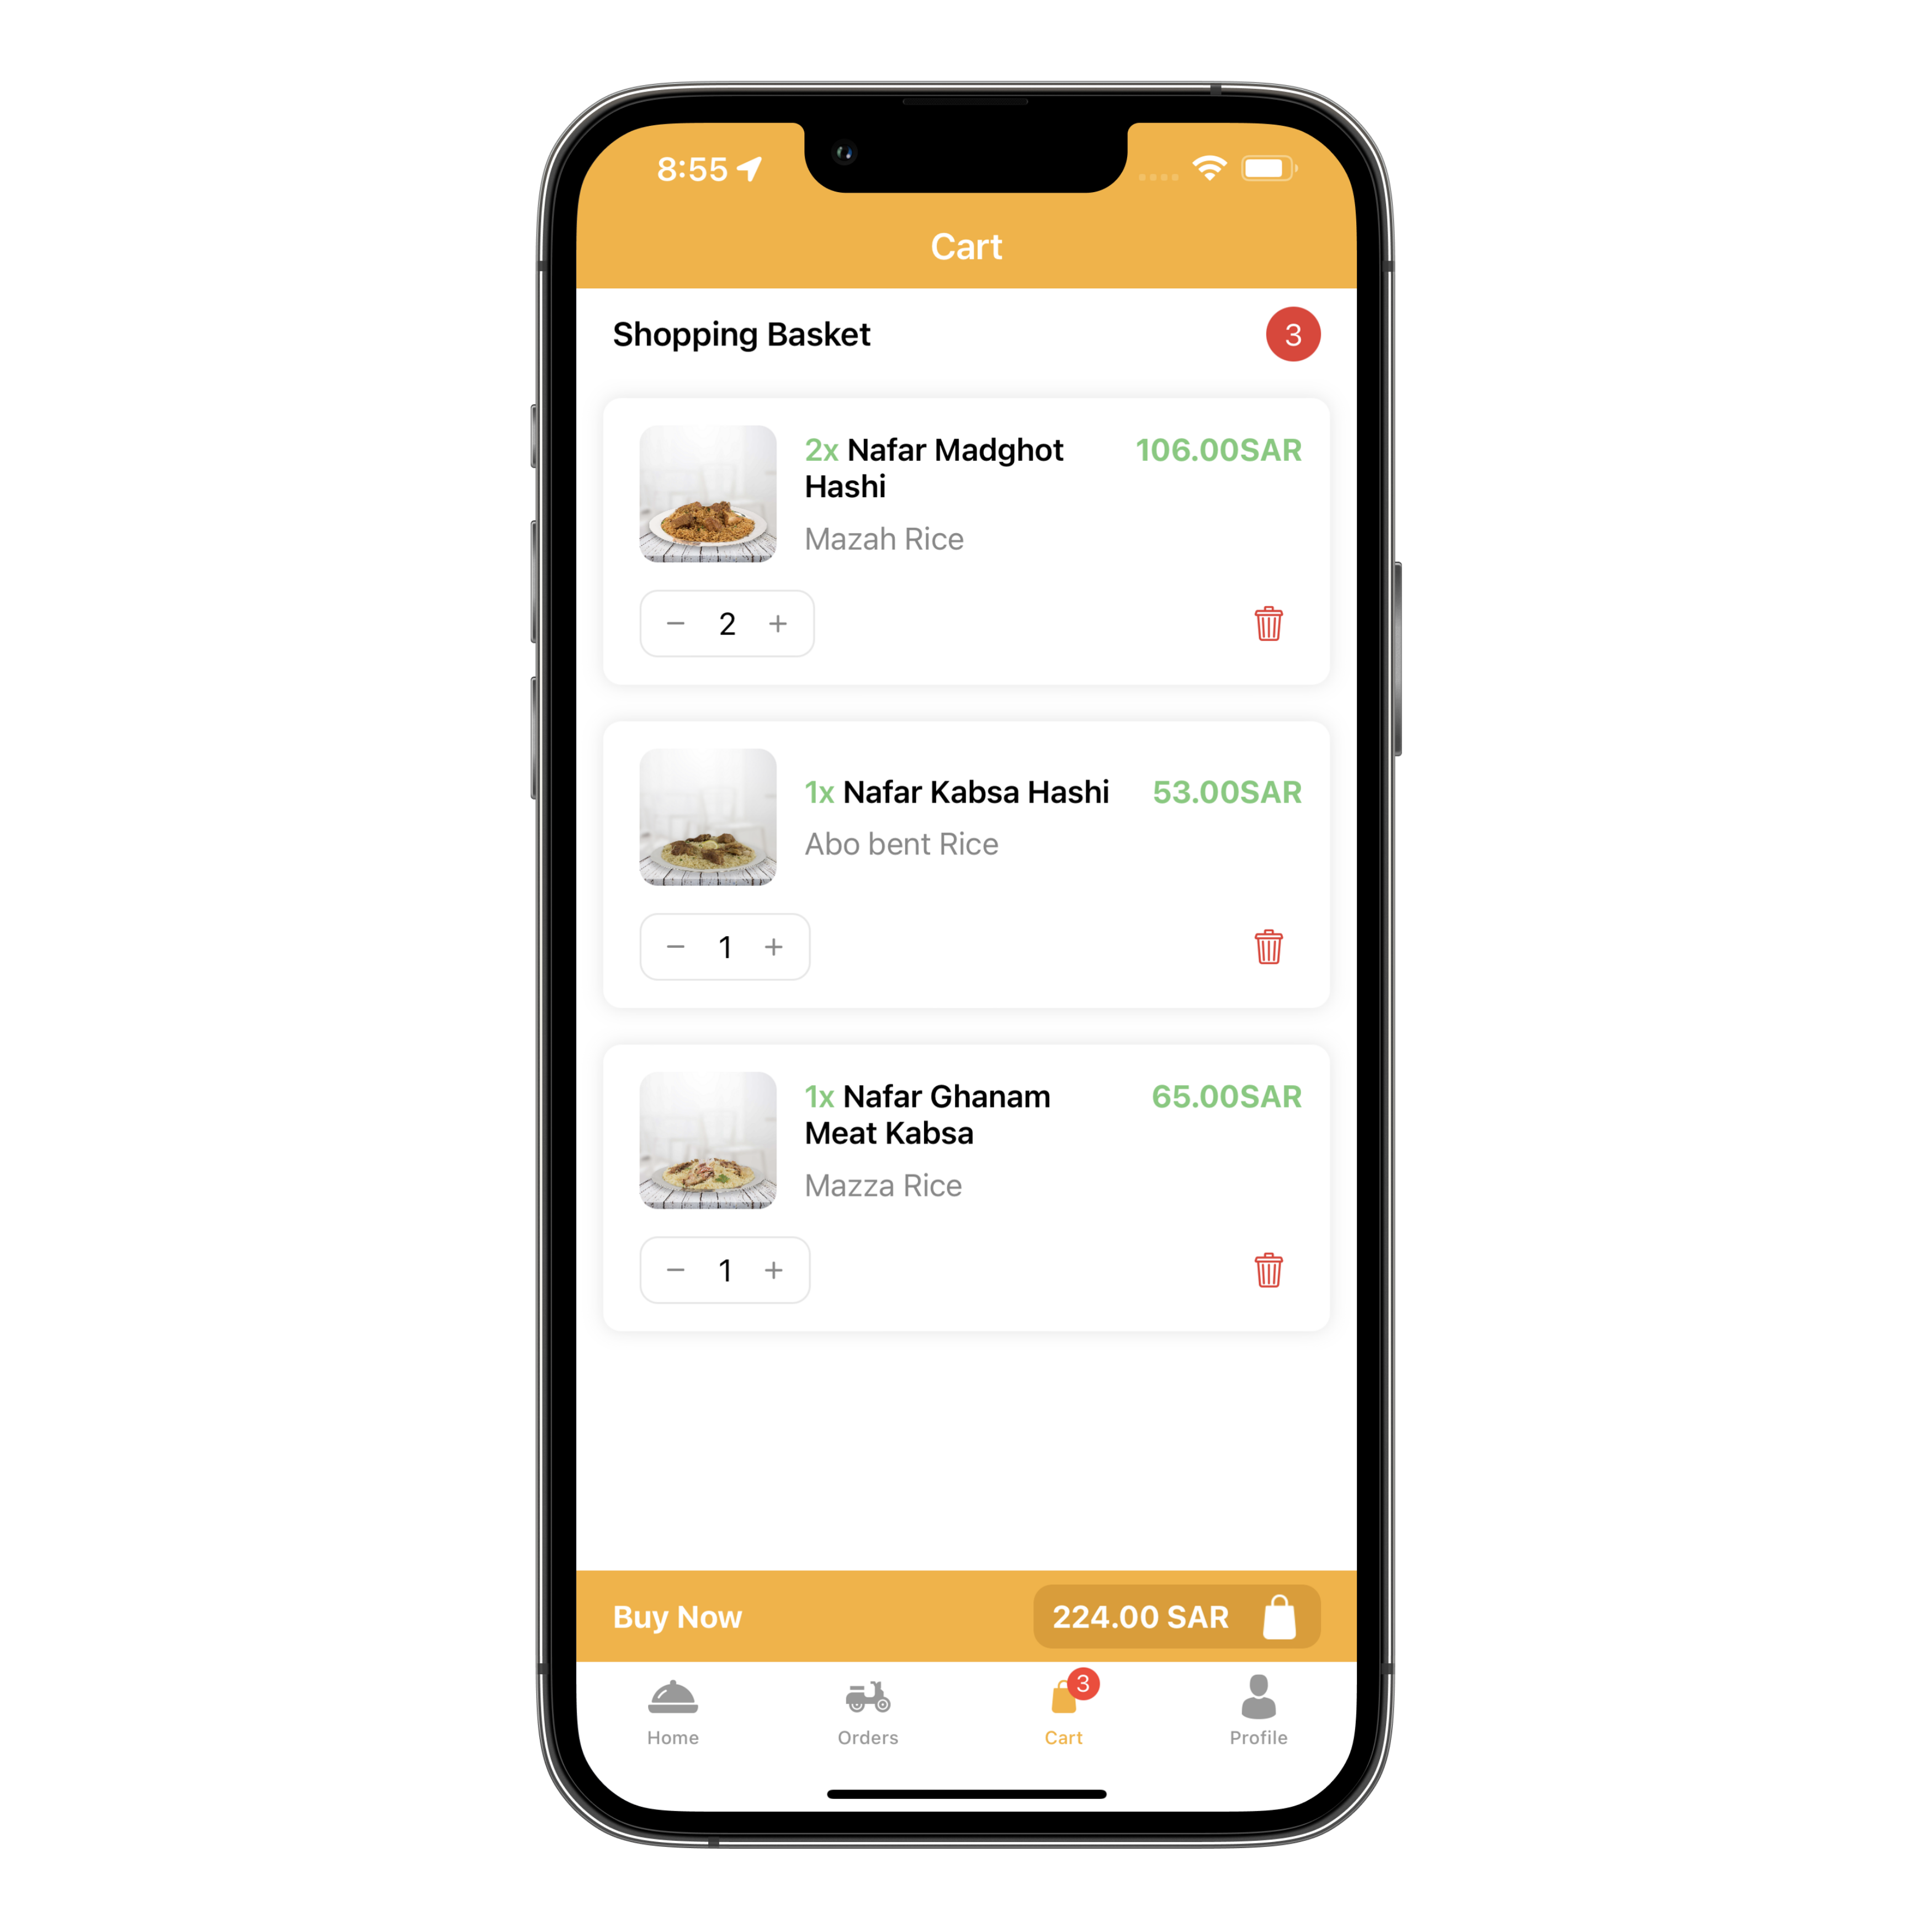 8:55
Cart
Shopping Basket
3
2x Nafar Madghot 106.00SAR
Hashi
Mazah Rice
− 2 +
1x Nafar Kabsa Hashi 53.00SAR
Abo bent Rice
− 1 +
1x Nafar Ghanam 65.00SAR
Meat Kabsa
Mazza Rice
− 1 +
Buy Now 224.00 SAR
3
Home Orders Cart Profile